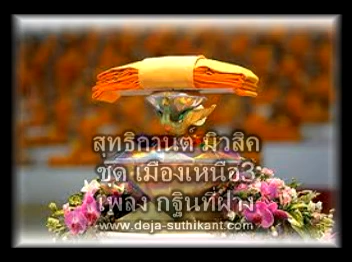 สุทธิกานต์ มิวสิค
ชุด เมืองเหนือ3
เพลง กฐินที่ฝาง
www.deja-suthikant.com